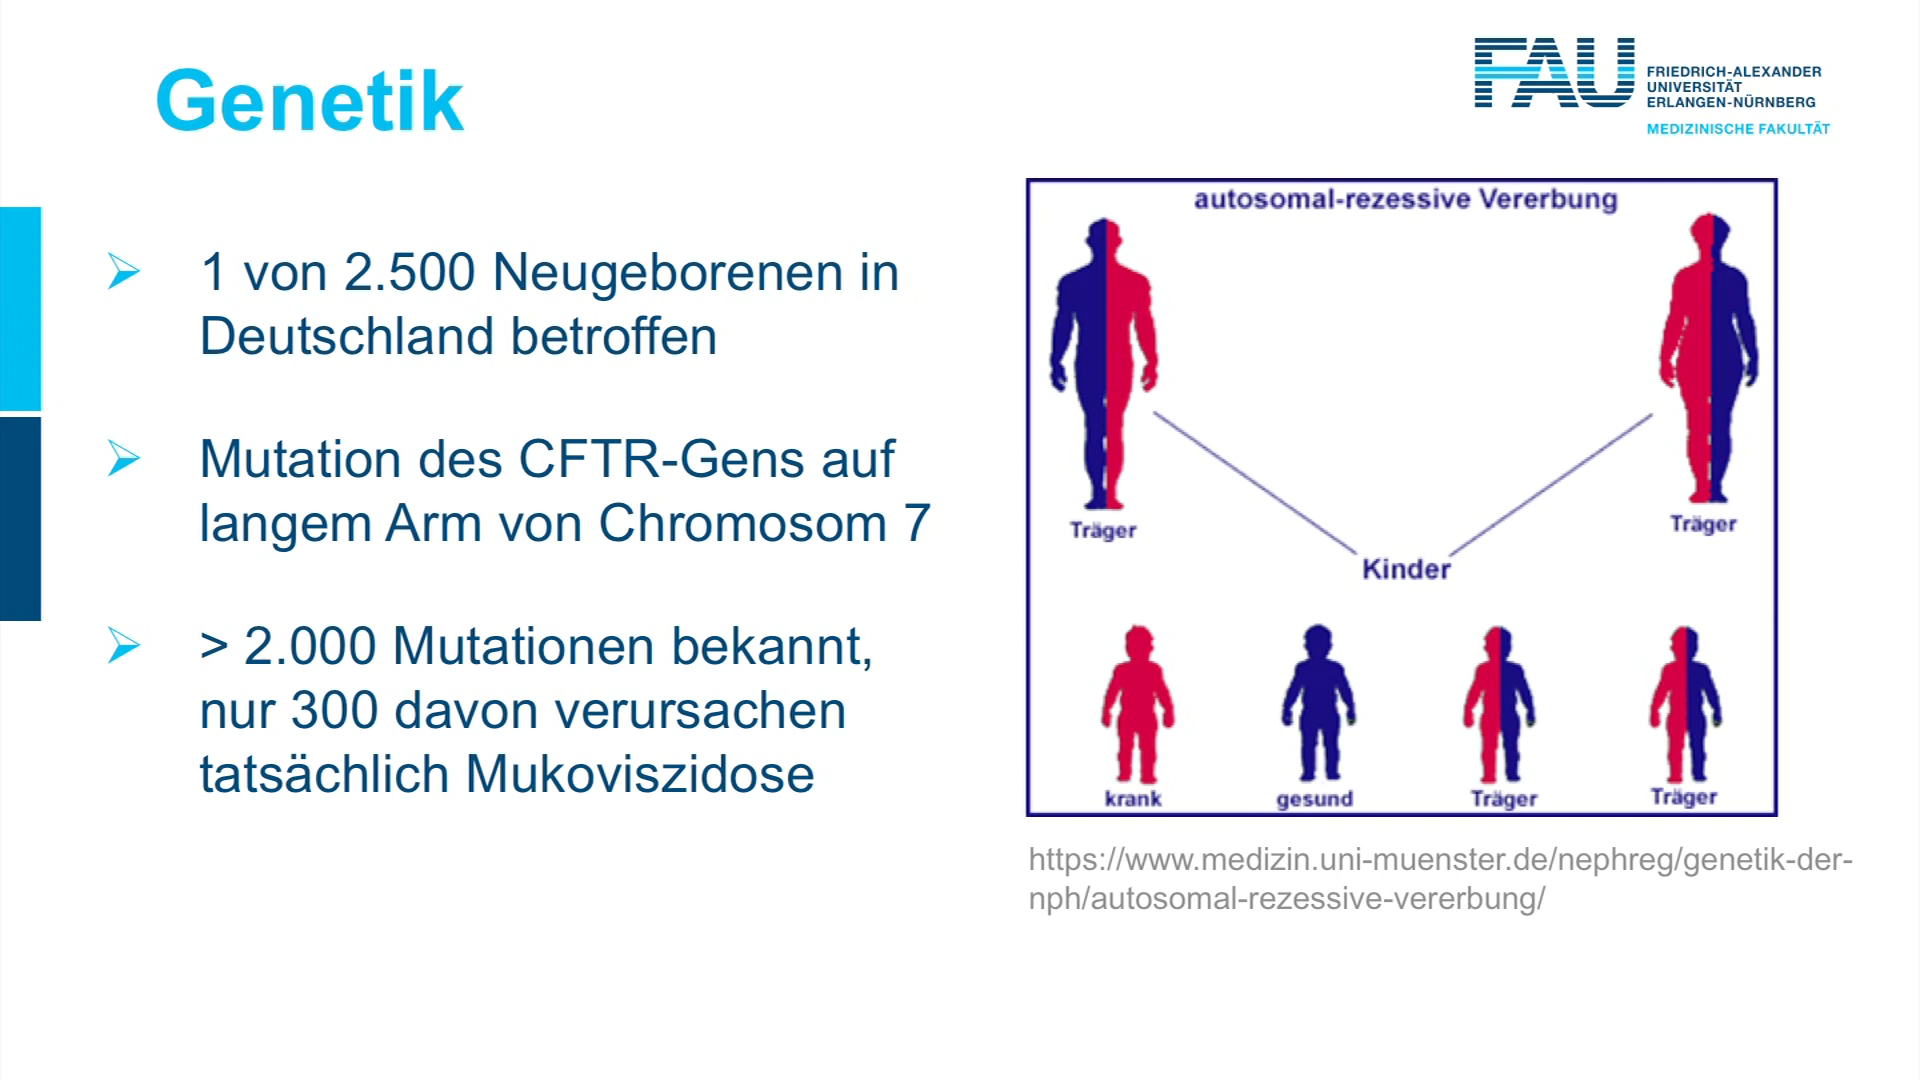 Genetik
FAU
FRIEDRICH-ALEXANDER
UNIVERSITÄT
ERLANGEN-NÜRNBERG
MEDIZINISCHE FAKULTÄT
1 von 2.500 Neugeborenen in
Deutschland betroffen
Mutation des CFTR-Gens auf
langem Arm von Chromosom 7
> 2.000 Mutationen bekannt,
nur 300 davon verursachen
tatsächlich Mukoviszidose
autosomal-rezessive Vererbung
Träger
Träger
Kinder
krank
gesund
Träger
Träger
https://www.medizin.uni-muenster.de/nephreg/genetik-der-
nph/autosomal-rezessive-vererbung/